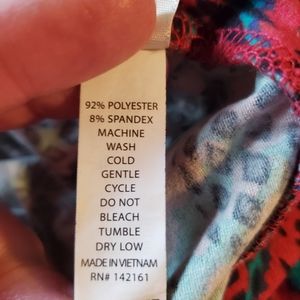 92% POLYESTER
8% SPANDEX
MACHINE
WASH
COLD
GENTLE
CYCLE
DO NOT
BLEACH
TUMBLE
DRY LOW
MADE IN VIETNAM
RN# 142161